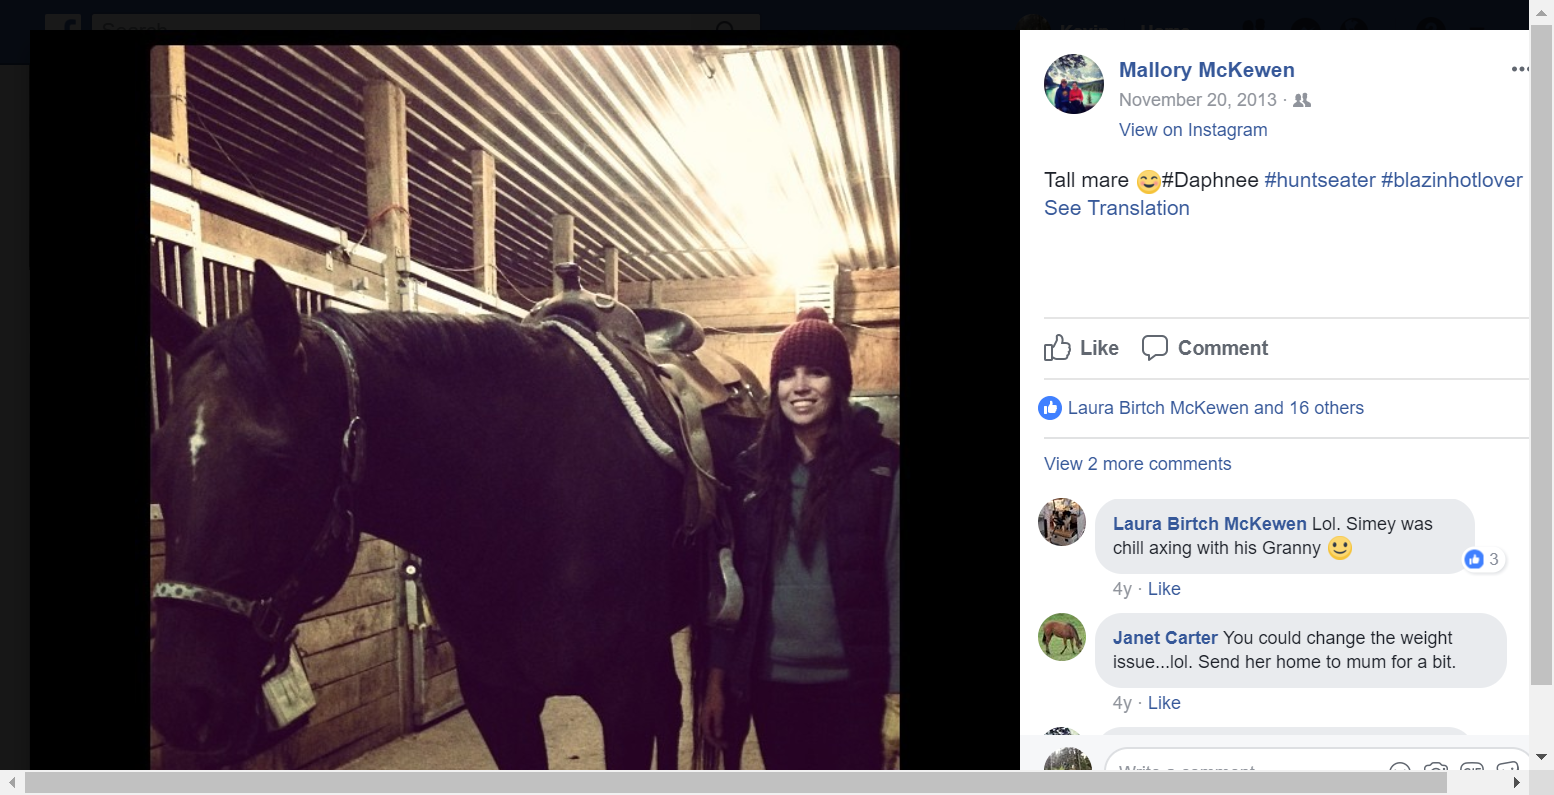 Search
Mallory McKewen
November 20, 2013 ·
View on Instagram
Tall mare 😊#Daphnee #huntseater #blazinhotlover
See Translation
Like Comment
Laura Birtch McKewen and 16 others
View 2 more comments
Laura Birtch McKewen Lol. Simey was
chill axing with his Granny 🙂
3
4y · Like
Janet Carter You could change the weight
issue...lol. Send her home to mum for a bit.
4y · Like
Write a comment